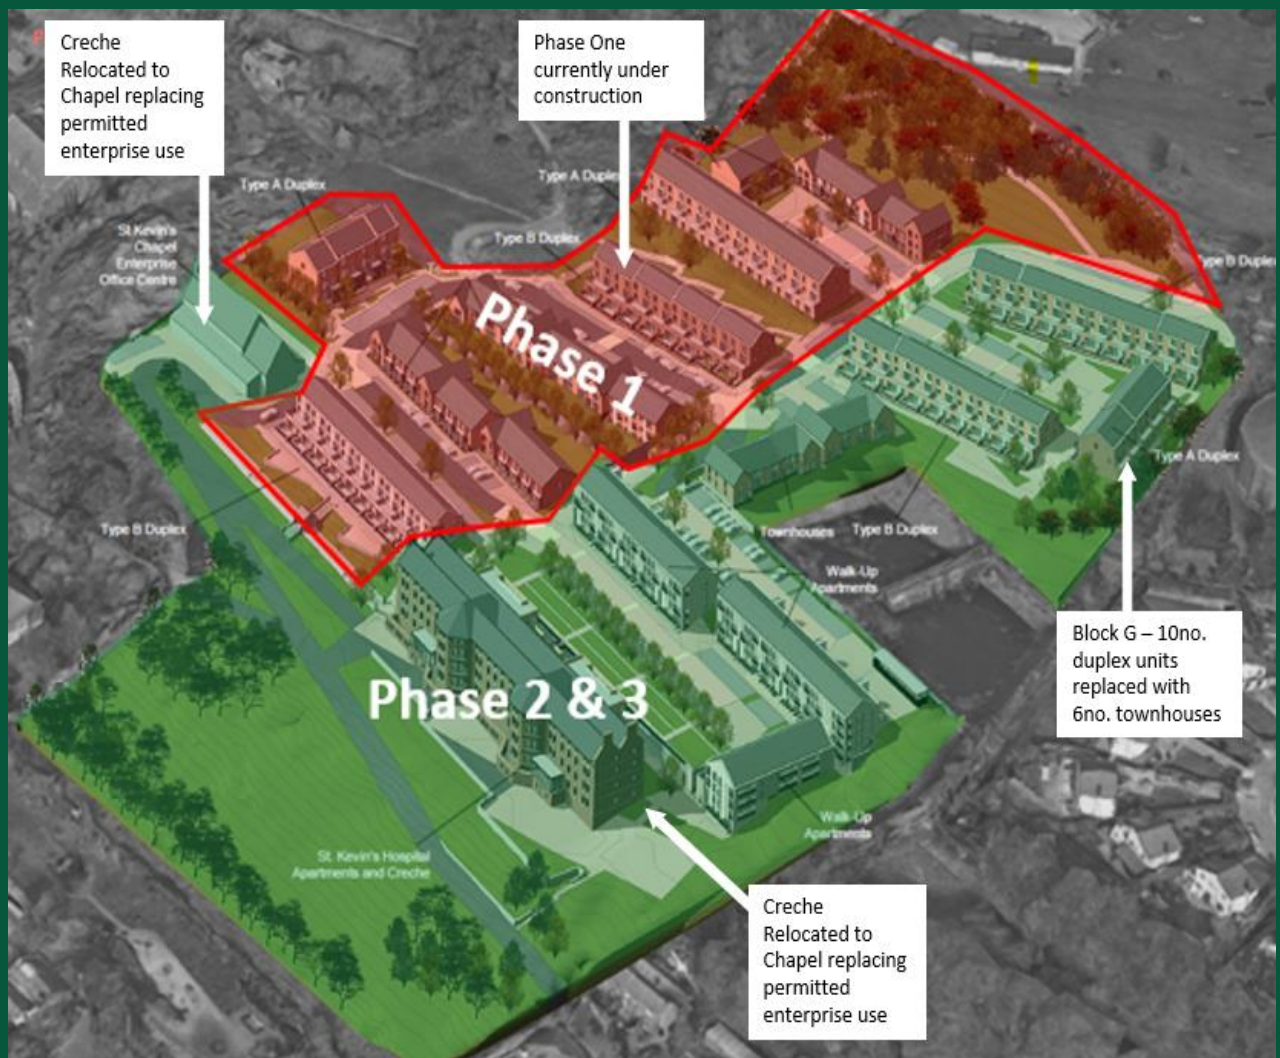 Creche
Relocated to
Chapel replacing
permitted
enterprise use
Phase One
currently under
construction
Type A Duplex
Type A Duplex
St Kevin's
Chapel
Enterprise
Office Centre
Type B Duplex
Type B Duplex
Phase 1
Type A Duplex
Type B Duplex
Townhouses
Type B Duplex
Walk-Up
Apartments
Block G – 10no.
duplex units
replaced with
6no. townhouses
Phase 2 & 3
Walk-Up
Apartments
St. Kevin's Hospital
Apartments and Creche
Creche
Relocated to
Chapel replacing
permitted
enterprise use